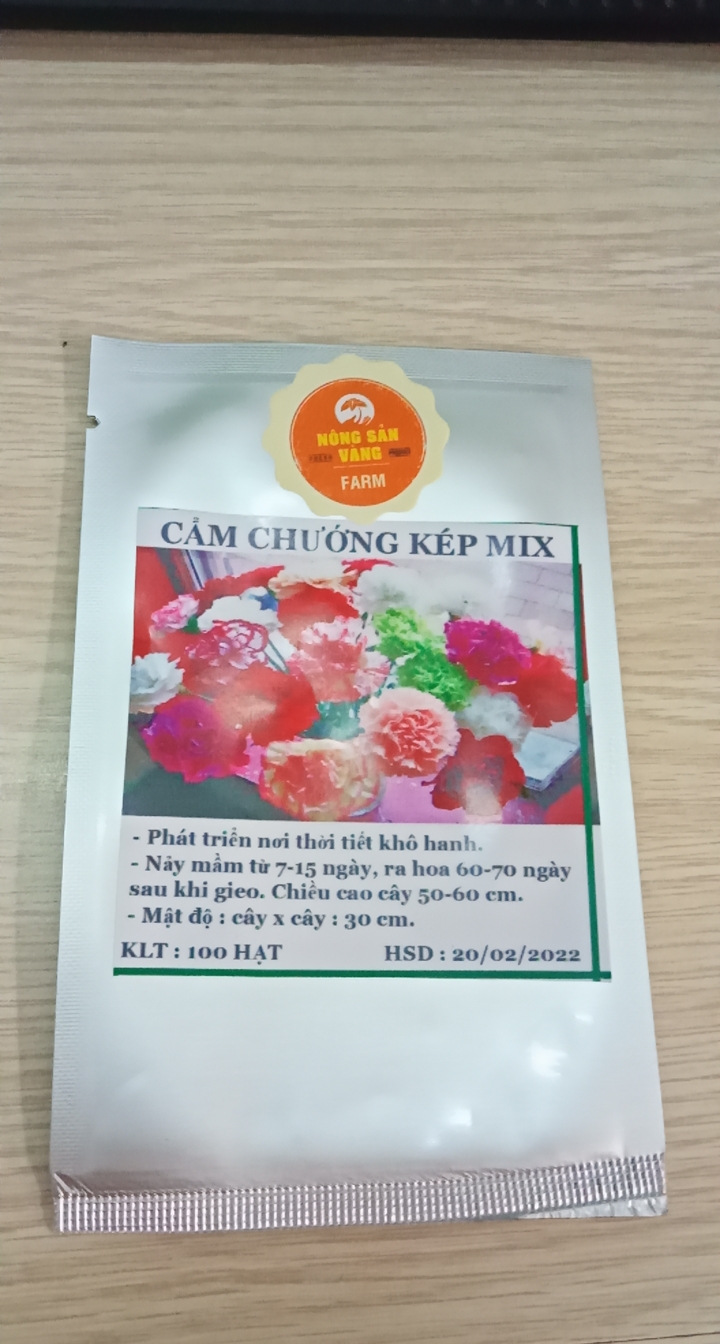 NÔNG SẢN
VÀNG
FARM
CẨM CHƯỚNG KÉP MIX
- Phát triển nơi thời tiết khô hanh.
- Nảy mầm từ 7-15 ngày, ra hoa 60-70 ngày
sau khi gieo. Chiều cao cây 50-60 cm.
- Mật độ : cây x cây : 30 cm.
KLT : 100 HẠT HSD : 20/02/2022